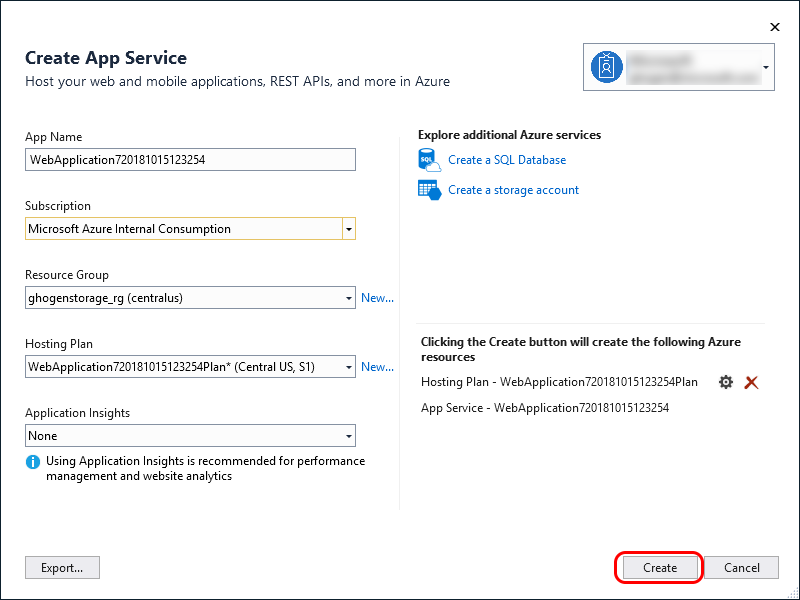 Create App Service
Host your web and mobile applications, REST APIs, and more in Azure
App Name
WebApplication720181015123254
Subscription
Microsoft Azure Internal Consumption
Resource Group
ghogenstorage_rg (centralus)
New...
Hosting Plan
WebApplication720181015123254Plan* (Central US, S1)
New...
Application Insights
None
Using Application Insights is recommended for performance
management and website analytics
Explore additional Azure services
SQL
Create a SQL Database
Create a storage account
Clicking the Create button will create the following Azure
resources
Hosting Plan - WebApplication720181015123254Plan
App Service - WebApplication720181015123254
Export...
Create
Cancel